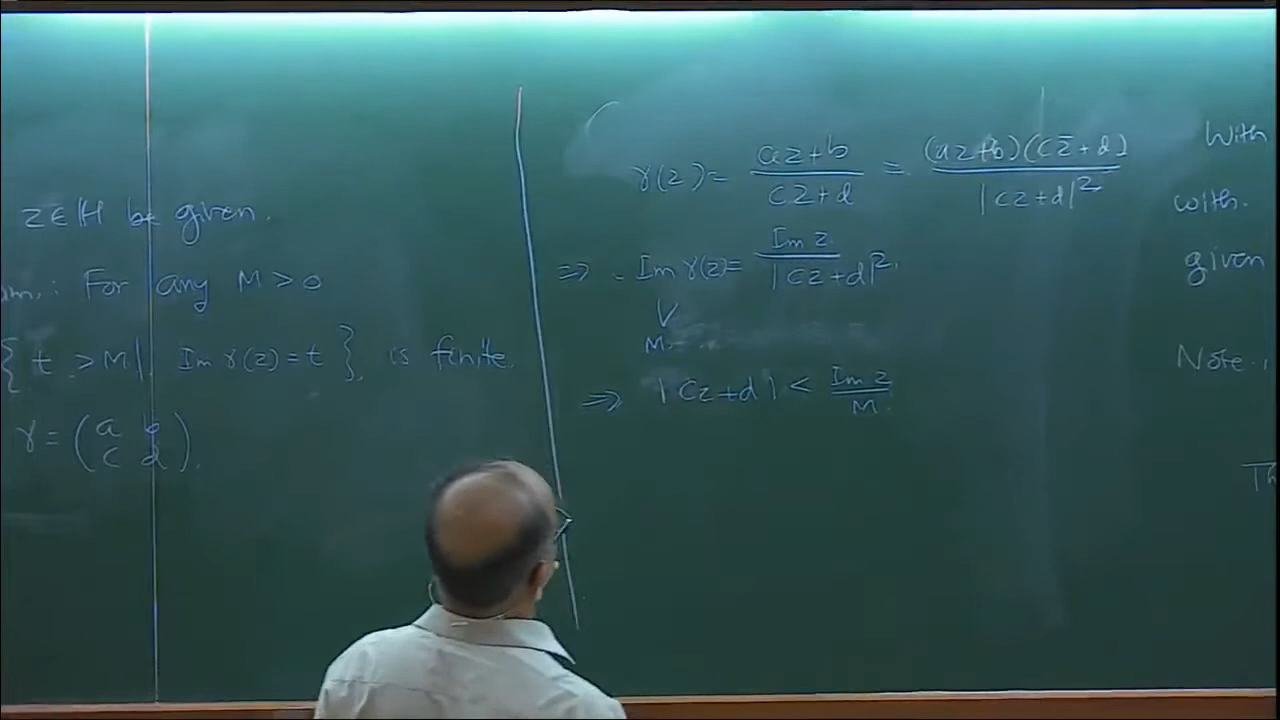 z∈ℍ be given.
: For any M > 0
{ t > M | Im γ(z) = t }, is finite.
γ = ( a b
c d ).
γ(z) = (az+b)/(cz+d) = (az+b)(cz̄+d)/|cz+d|²
⇒ Im γ(z) = Im z/|cz+d|².
∨
M.
⇒ |cz+d| < Im z/M.
With
with.
given
Note.,
Th